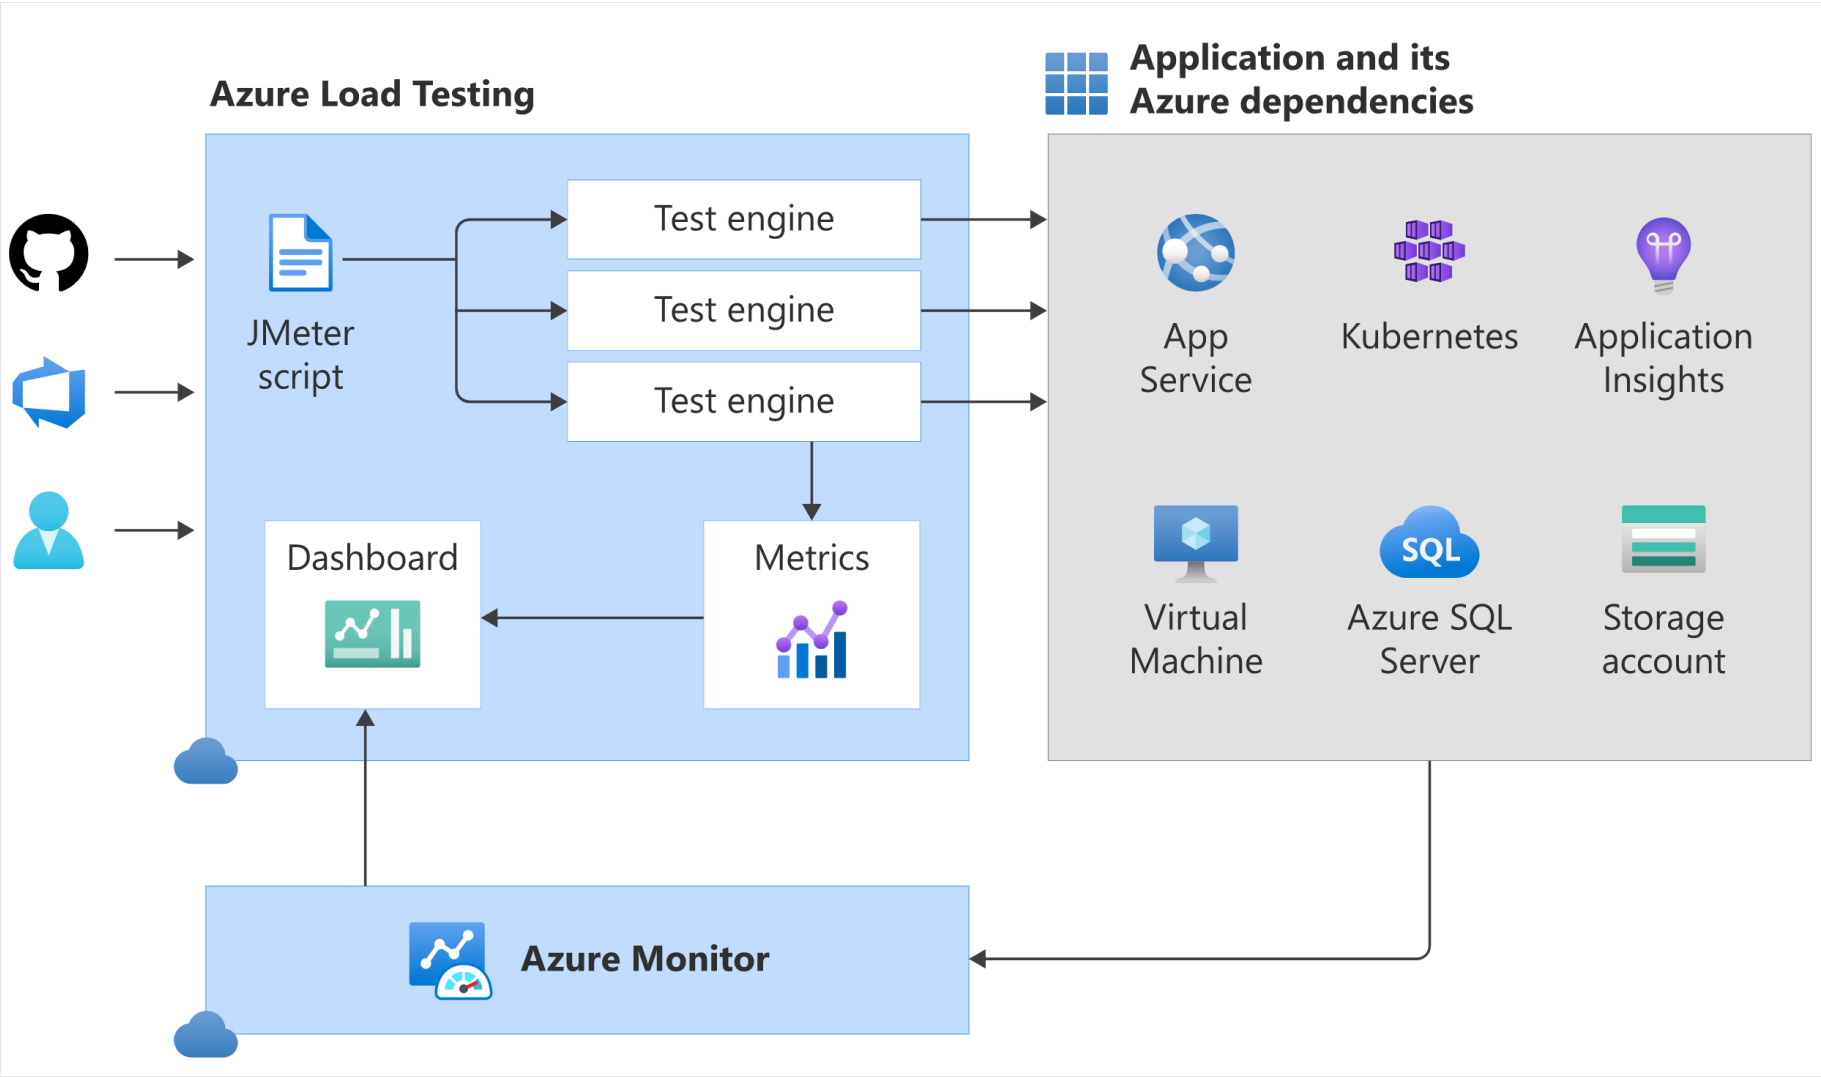 Azure Load Testing
Application and its
Azure dependencies
JMeter
script
Test engine
Test engine
Test engine
Dashboard
Metrics
App
Service
Kubernetes
Application
Insights
Virtual
Machine
SQL
Azure SQL
Server
Storage
account
Azure Monitor